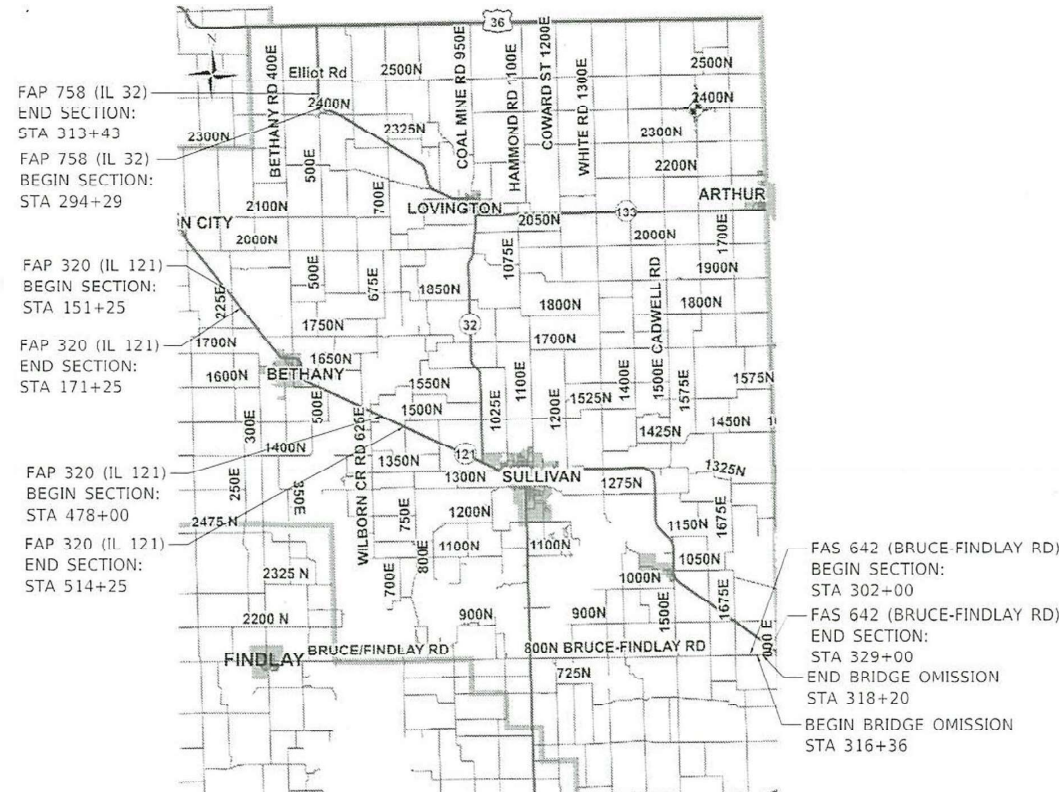 36
N
BETHANY RD 400E
Elliot Rd
2500N
COAL MINE RD 950E
HAMMOND RD 1100E
COWARD ST 1200E
WHITE RD 1300E
2500N
2400N
FAP 758 (IL 32)
END SECTION:
STA 313+43
FAP 758 (IL 32)
BEGIN SECTION:
STA 294+29
2400N
2300N
2325N
2300N
2200N
500E
700E
ARTHUR
LOVINGTON
2100N
2050N
133
N CITY
2000N
2000N
1700E
1075E
CADWELL RD
1500E
1900N
FAP 320 (IL 121)
BEGIN SECTION:
STA 151+25
500E
675E
225E
1850N
1800N
1800N
1750N
32
FAP 320 (IL 121)
END SECTION:
STA 171+25
1700N
1700N
1650N
BETHANY
1600N
1550N
1575N
1100E
1400E
1575E
1500N
1525N
1025E
1200E
500E
300E
WILBORN CR RD 625E
1450N
1425N
1400N
121
1350N
1300N
SULLIVAN
1325N
1275N
FAP 320 (IL 121)
BEGIN SECTION:
STA 478+00
250E
350E
2475 N
750E
1200N
1675E
1150N
FAP 320 (IL 121)
END SECTION:
STA 514+25
800E
1100N
1100N
1050N
2325 N
700E
1000N
1500E
1675E
2200 N
900N
900N
FINDLAY
BRUCE/FINDLAY RD
800N BRUCE-FINDLAY RD
725N
FAS 642 (BRUCE-FINDLAY RD)
BEGIN SECTION:
STA 302+00
FAS 642 (BRUCE-FINDLAY RD)
END SECTION:
STA 329+00
END BRIDGE OMISSION
STA 318+20
BEGIN BRIDGE OMISSION
STA 316+36